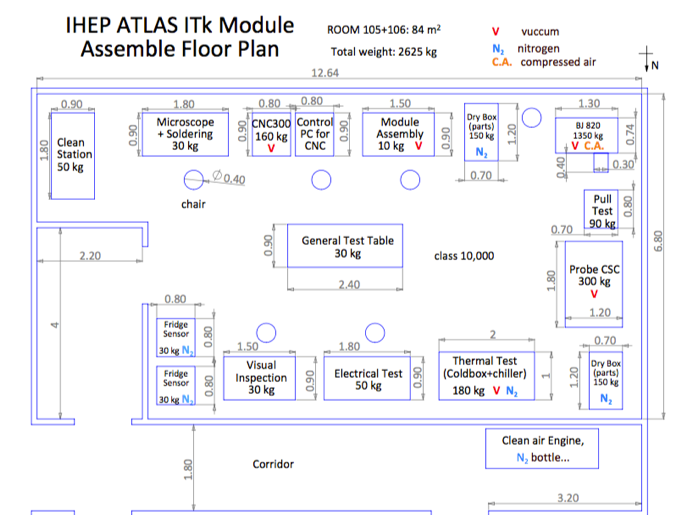 IHEP ATLAS ITk Module
Assemble Floor Plan
ROOM 105+106: 84 m²
Total weight: 2625 kg
V vuccum
N₂ nitrogen
C.A. compressed air
N
12.64
0.90
1.80
Clean
Station
50 kg
1.80
0.90
Microscope
+ Soldering
30 kg
0.80
0.90
CNC300
160 kg
V
0.80
Control
PC for
CNC
0.90
1.50
Module
Assembly
10 kg V
0.90
Dry Box
(parts)
150 kg
N₂
1.20
0.70
1.30
BJ 820
1350 kg
V C.A.
0.74
0.40
0.30
Ø0.40
chair
Pull
Test
90 kg
0.80
0.70
6.80
2.20
4
0.90
General Test Table
30 kg
2.40
class 10,000
1.80
Probe CSC
300 kg
V
1.20
0.80
Fridge
Sensor
30 kg N₂
0.80
Fridge
Sensor
30 kg N₂
0.80
1.50
Visual
Inspection
30 kg
0.90
1.80
Electrical Test
50 kg
0.90
2
Thermal Test
(Coldbox+chiller)
180 kg V N₂
1
0.70
1.20
Dry Box
(parts)
150 kg
N₂
1.80
Corridor
Clean air Engine,
N₂ bottle...
3.20